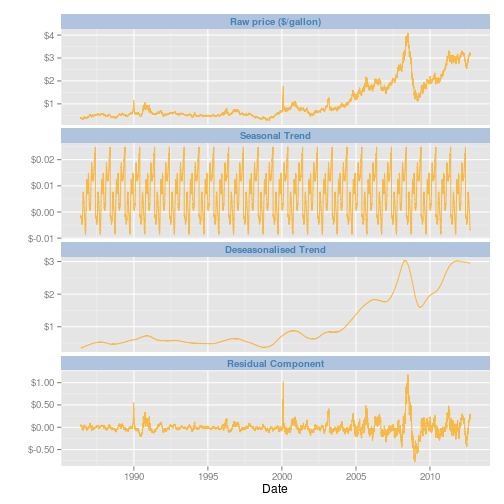 Raw price ($/gallon)
$4
$3
$2
$1
Seasonal Trend
$0.02
$0.01
$0.00
$-0.01
Deseasonalised Trend
$3
$2
$1
Residual Component
$1.00
$0.50
$0.00
$-0.50
1990 1995 2000 2005 2010
Date